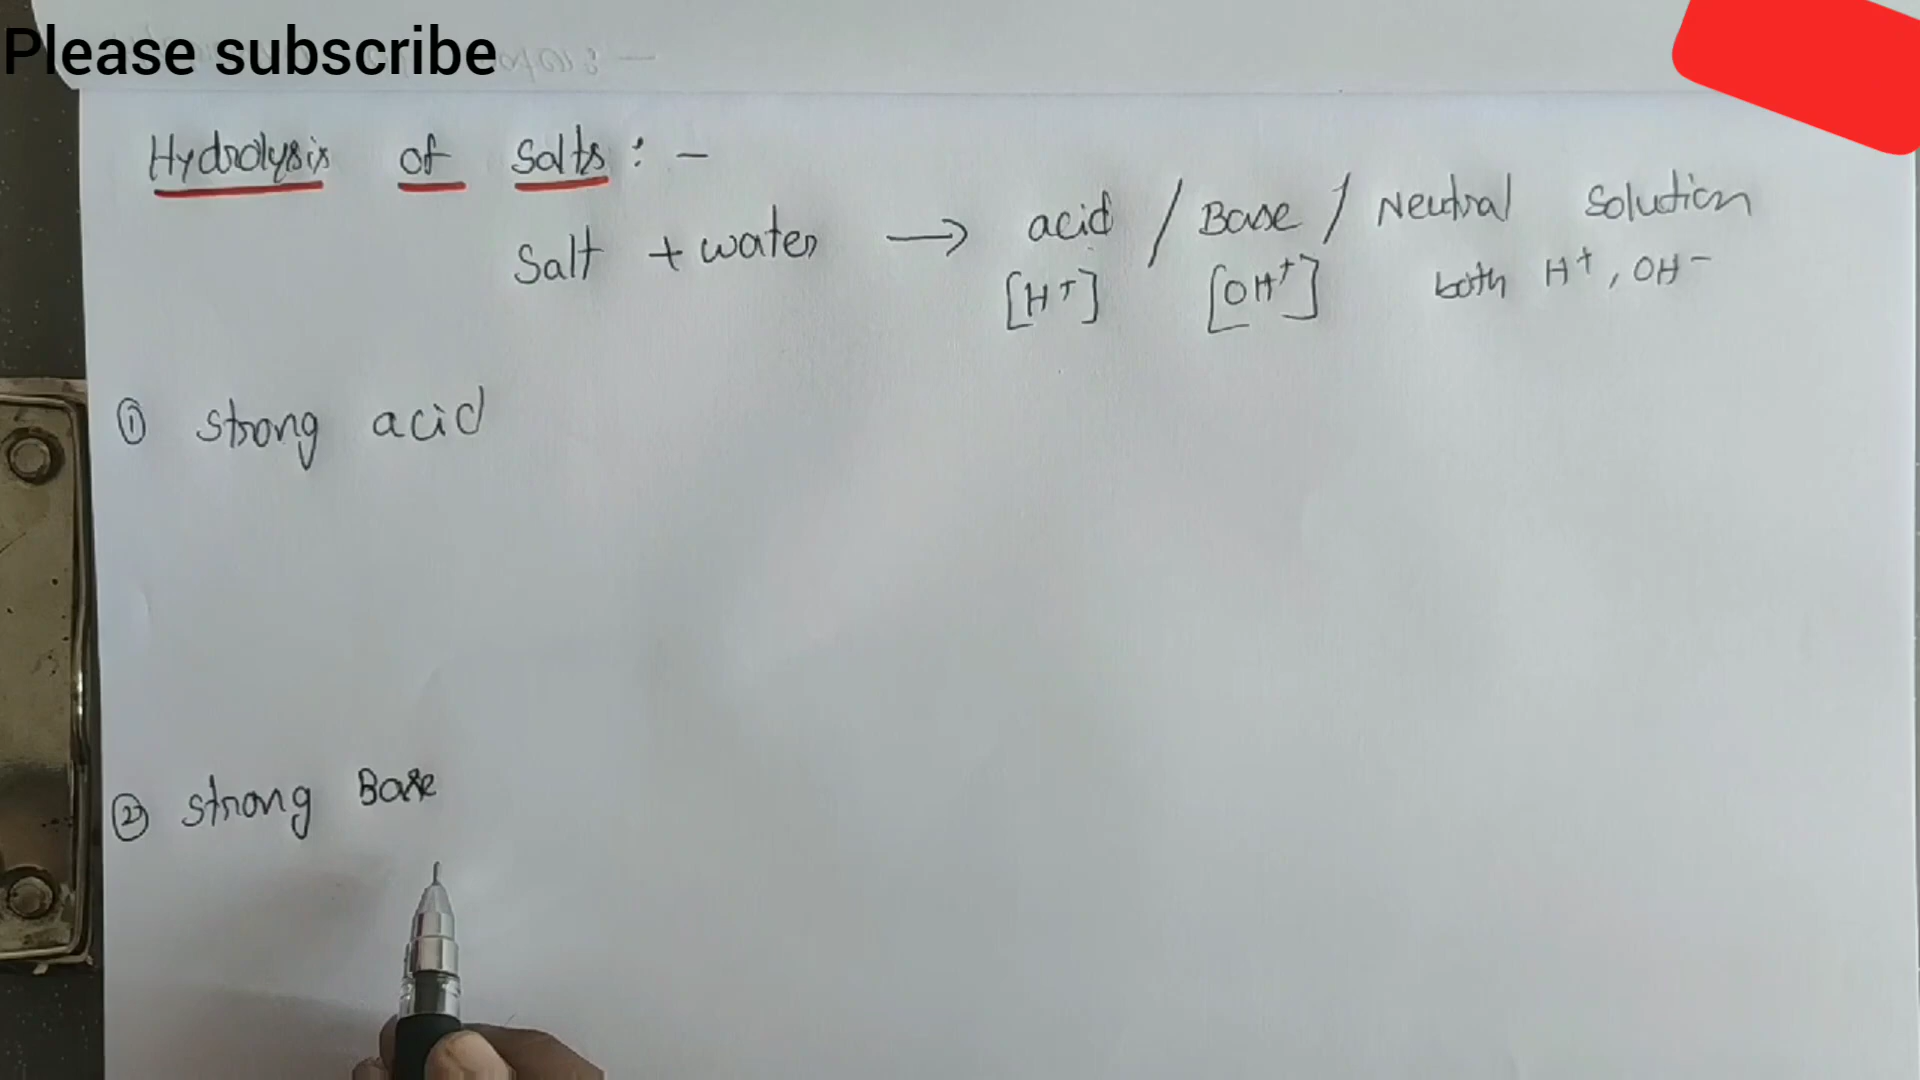 Please subscribe
Hydrolysis of Salts : -
Salt + water → acid / Base / Neutral Solution
[H⁺] [OH⁺] both H⁺, OH⁻
① strong acid
② strong Base